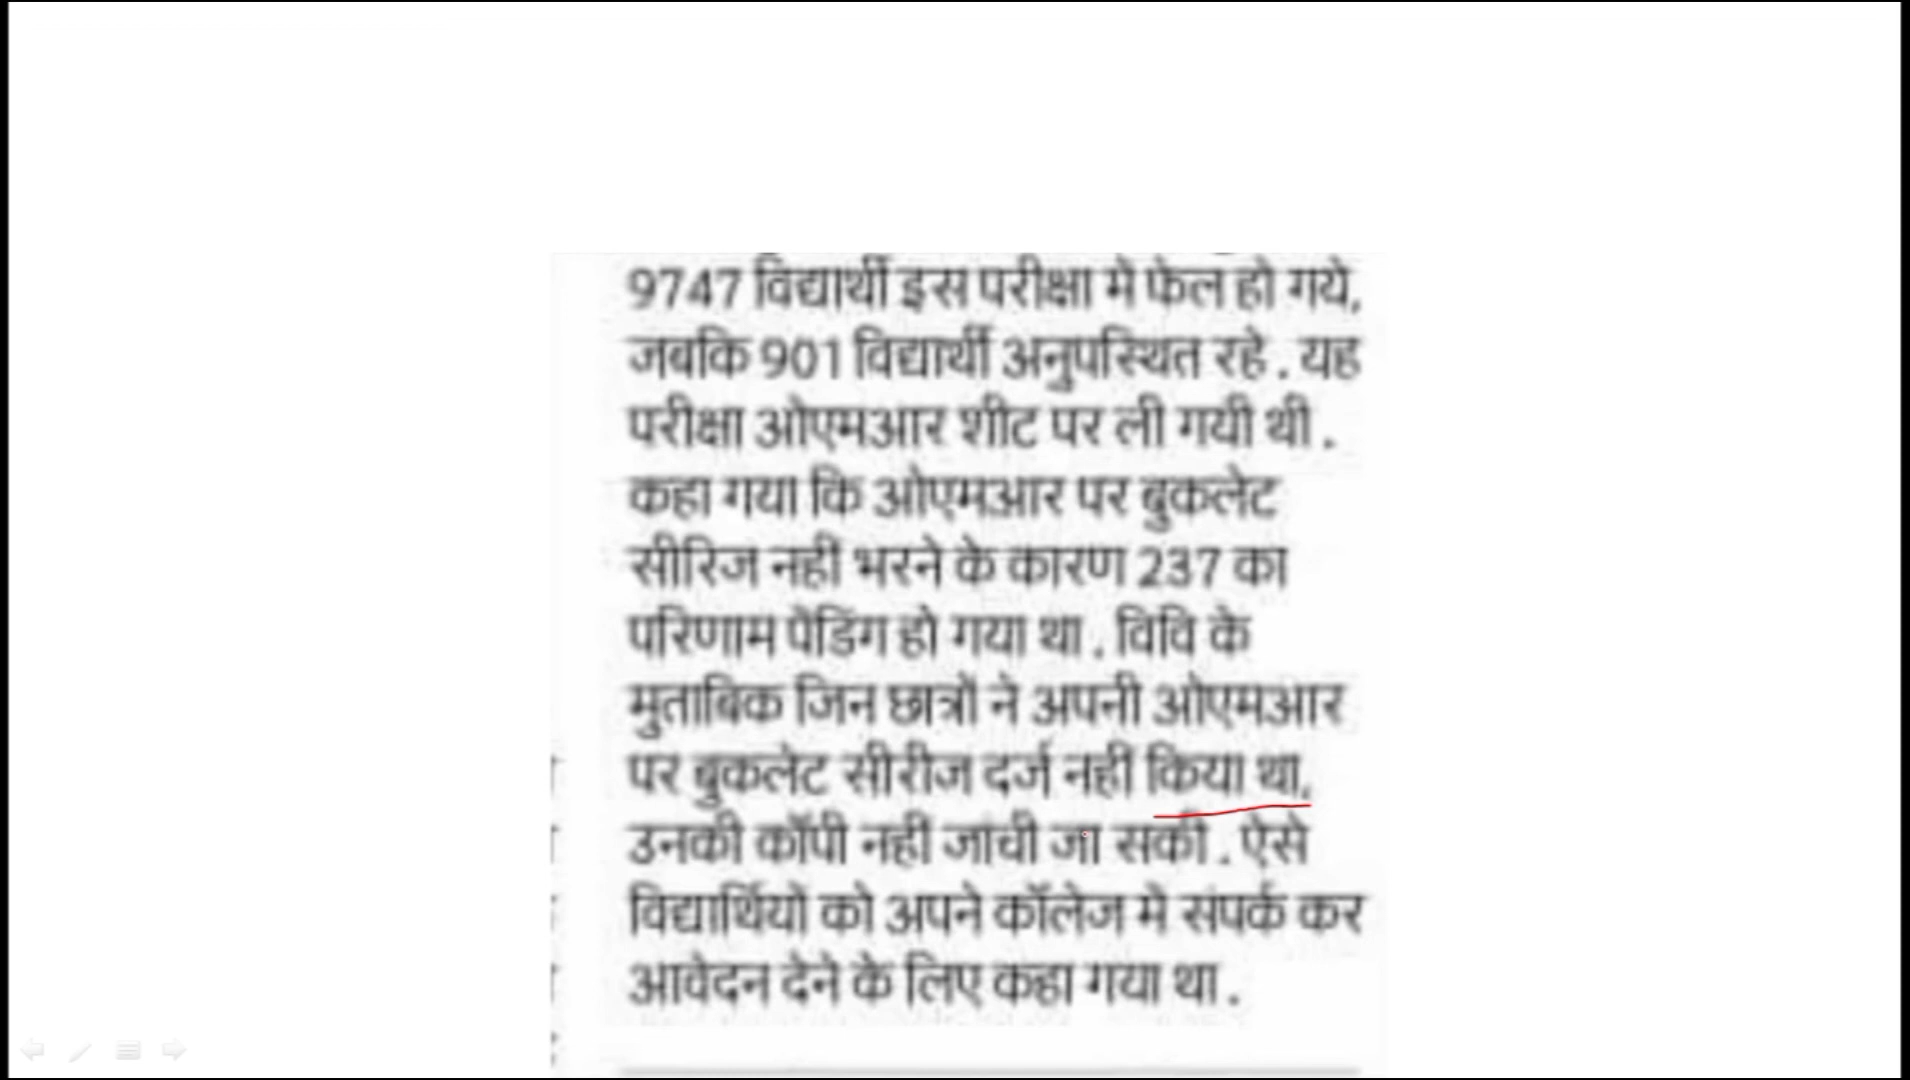 9747 विद्यार्थी इस परीक्षा में फेल हो गये,
जबकि 901 विद्यार्थी अनुपस्थित रहे . यह
परीक्षा ओएमआर शीट पर ली गयी थी .
कहा गया कि ओएमआर पर बुकलेट
सीरिज नहीं भरने के कारण 237 का
परिणाम पेंडिंग हो गया था . विवि के
मुताबिक जिन छात्रों ने अपनी ओएमआर
पर बुकलेट सीरीज दर्ज नहीं किया था,
उनकी कॉपी नहीं जांची जा सकी . ऐसे
विद्यार्थियों को अपने कॉलेज में संपर्क कर
आवेदन देने के लिए कहा गया था .